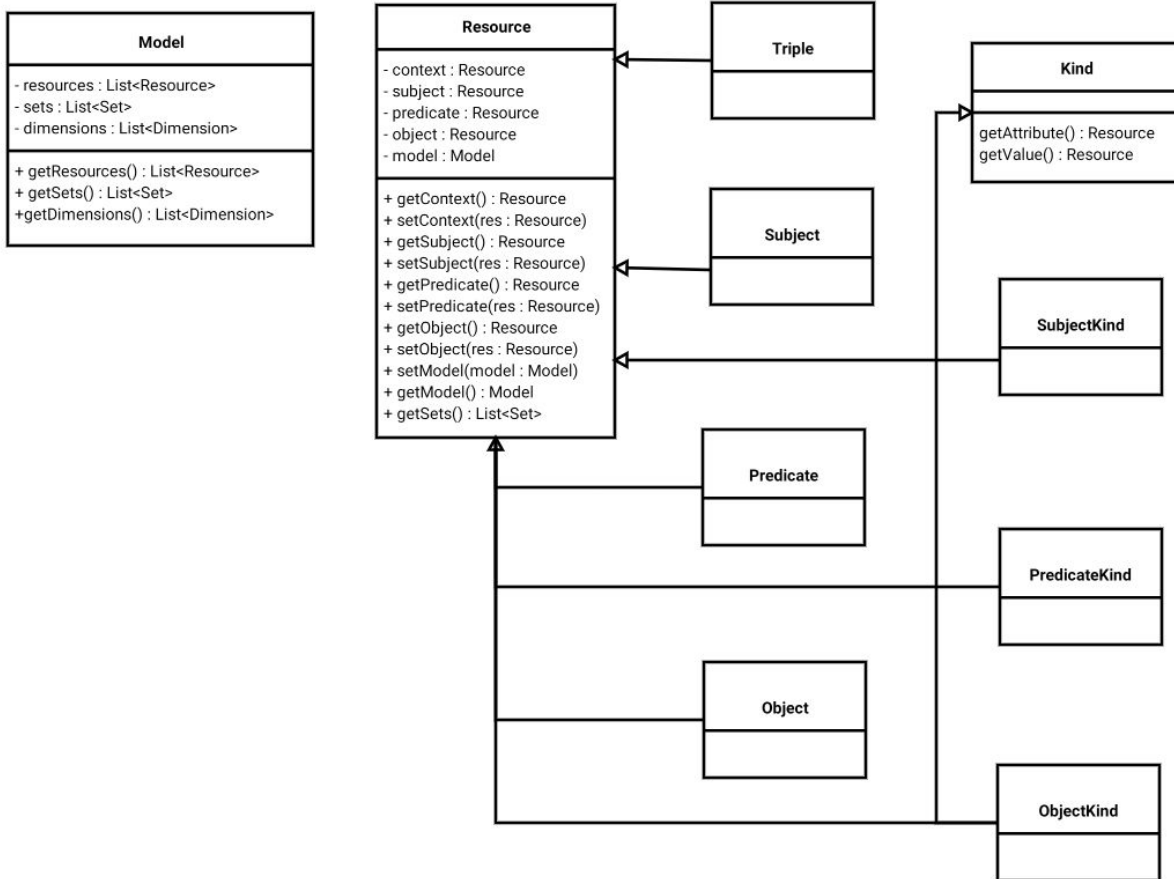 Model
- resources : List<Resource>
- sets : List<Set>
- dimensions : List<Dimension>
+ getResources() : List<Resource>
+ getSets() : List<Set>
+getDimensions() : List<Dimension>
Resource
- context : Resource
- subject : Resource
- predicate : Resource
- object : Resource
- model : Model
+ getContext() : Resource
+ setContext(res : Resource)
+ getSubject() : Resource
+ setSubject(res : Resource)
+ getPredicate() : Resource
+ setPredicate(res : Resource)
+ getObject() : Resource
+ setObject(res : Resource)
+ setModel(model : Model)
+ getModel() : Model
+ getSets() : List<Set>
Triple
Kind
getAttribute() : Resource
getValue() : Resource
Subject
SubjectKind
Predicate
PredicateKind
Object
ObjectKind